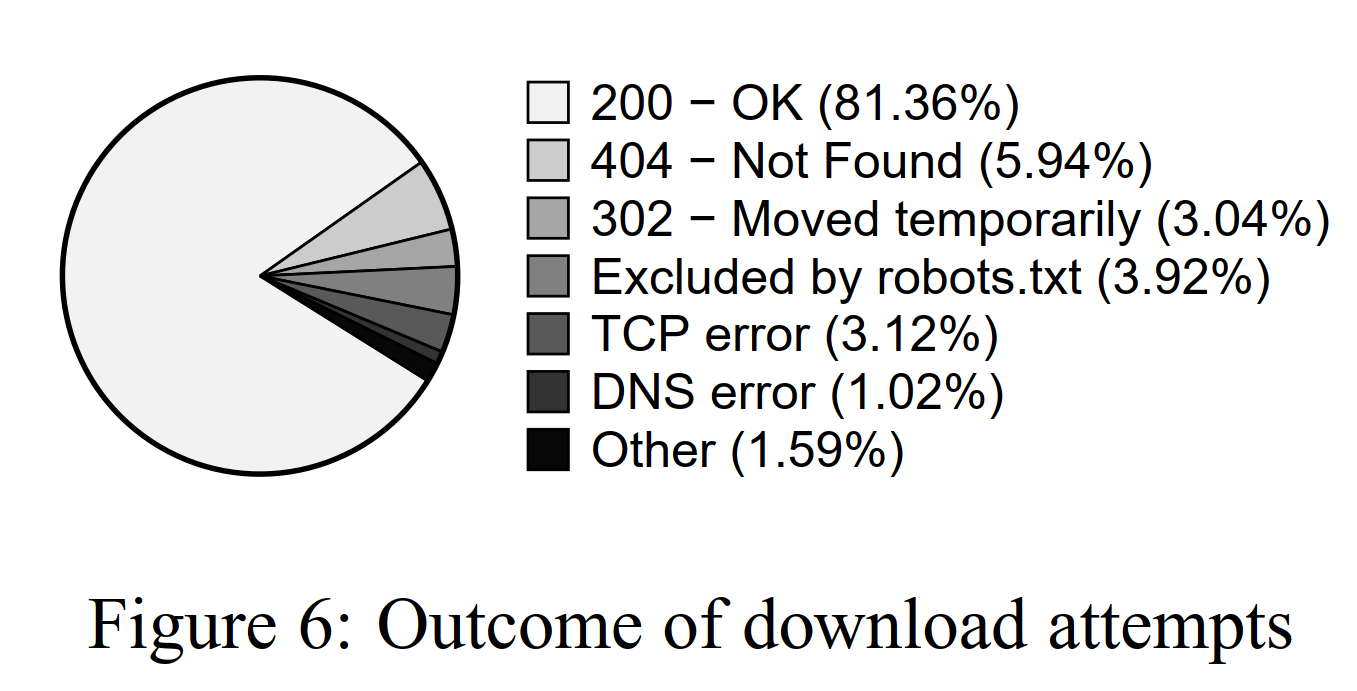 200 − OK (81.36%)
404 − Not Found (5.94%)
302 − Moved temporarily (3.04%)
Excluded by robots.txt (3.92%)
TCP error (3.12%)
DNS error (1.02%)
Other (1.59%)
Figure 6: Outcome of download attempts